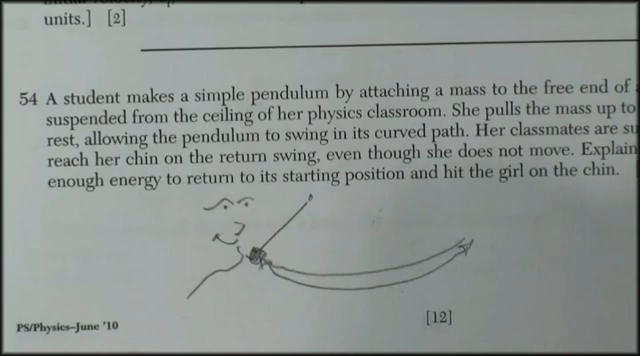 units.] [2]
54 A student makes a simple pendulum by attaching a mass to the free end of
suspended from the ceiling of her physics classroom. She pulls the mass up to
rest, allowing the pendulum to swing in its curved path. Her classmates are su
reach her chin on the return swing, even though she does not move. Explain
enough energy to return to its starting position and hit the girl on the chin.
[12]
PS/Physics–June '10